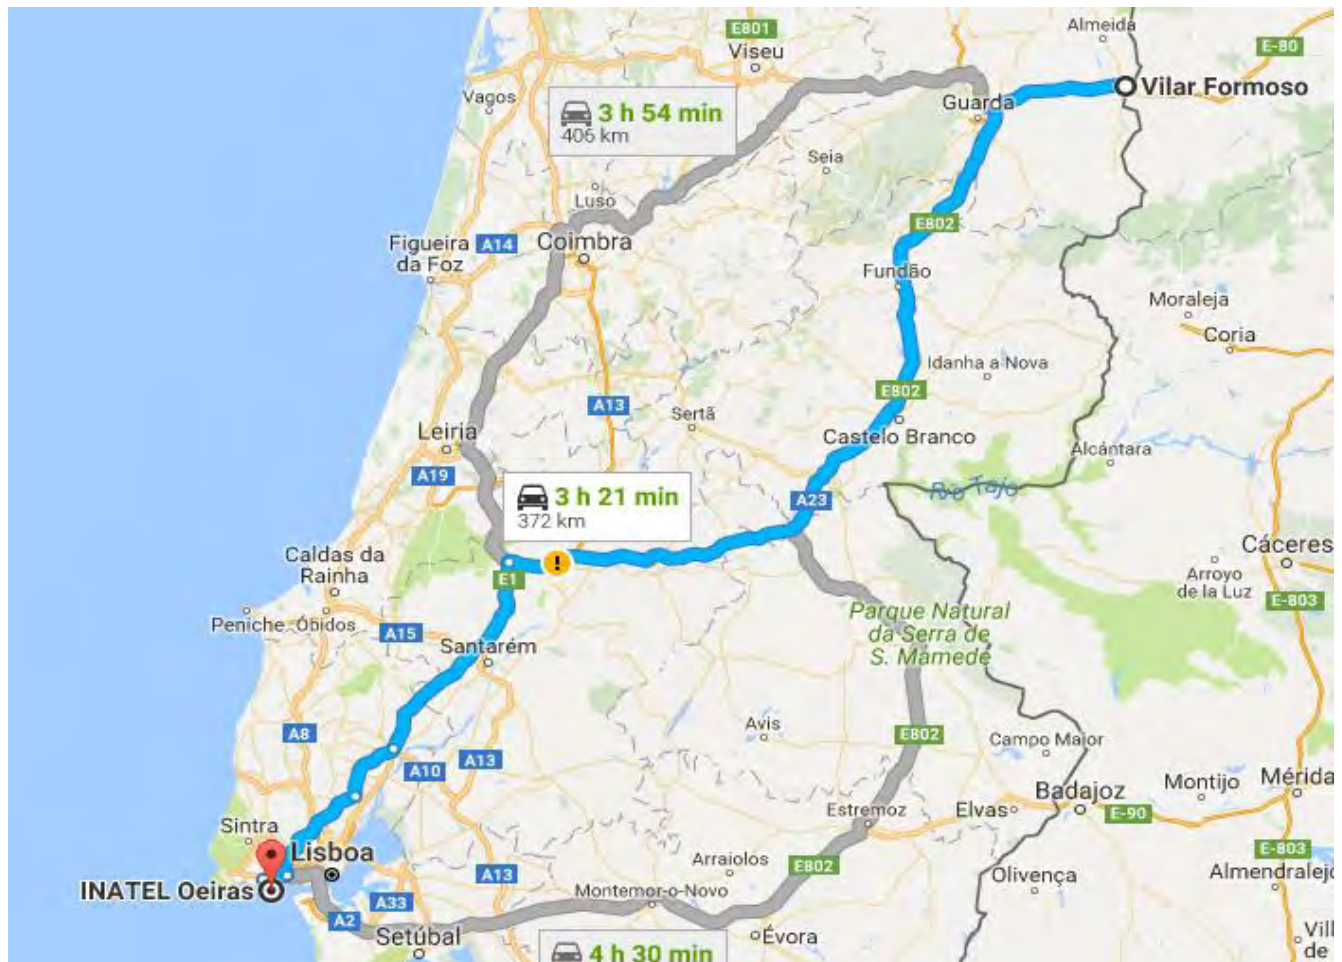 E801
Almeida
Viseu
E-80
Vagos
Vilar Formoso
3 h 54 min
406 km
Guarda
Seia
Luso
E802
Figueira
da Foz
A14
Coimbra
Fundão
Moraleja
Coria
Idanha a Nova
E802
A13
Sertã
Leiria
Castelo Branco
Alcántara
A19
3 h 21 min
372 km
A23
Rio Tajo
Caldas da
Rainha
E1
Cáceres
Arroyo
de la Luz
E-803
Peniche
Óbidos
A15
Parque Natural
da Serra de
S. Mamede
Santarém
A8
Avis
E802
Campo Maior
A10
A13
Badajoz
Montijo
Mérida
Estremoz
Elvas
E-90
Sintra
Lisboa
E-803
Arraiolos
E802
INATEL Oeiras
A13
Montemor-o-Novo
Olivença
Almendralejo
A33
A2
Setúbal
Évora
4 h 30 min
Vill
de